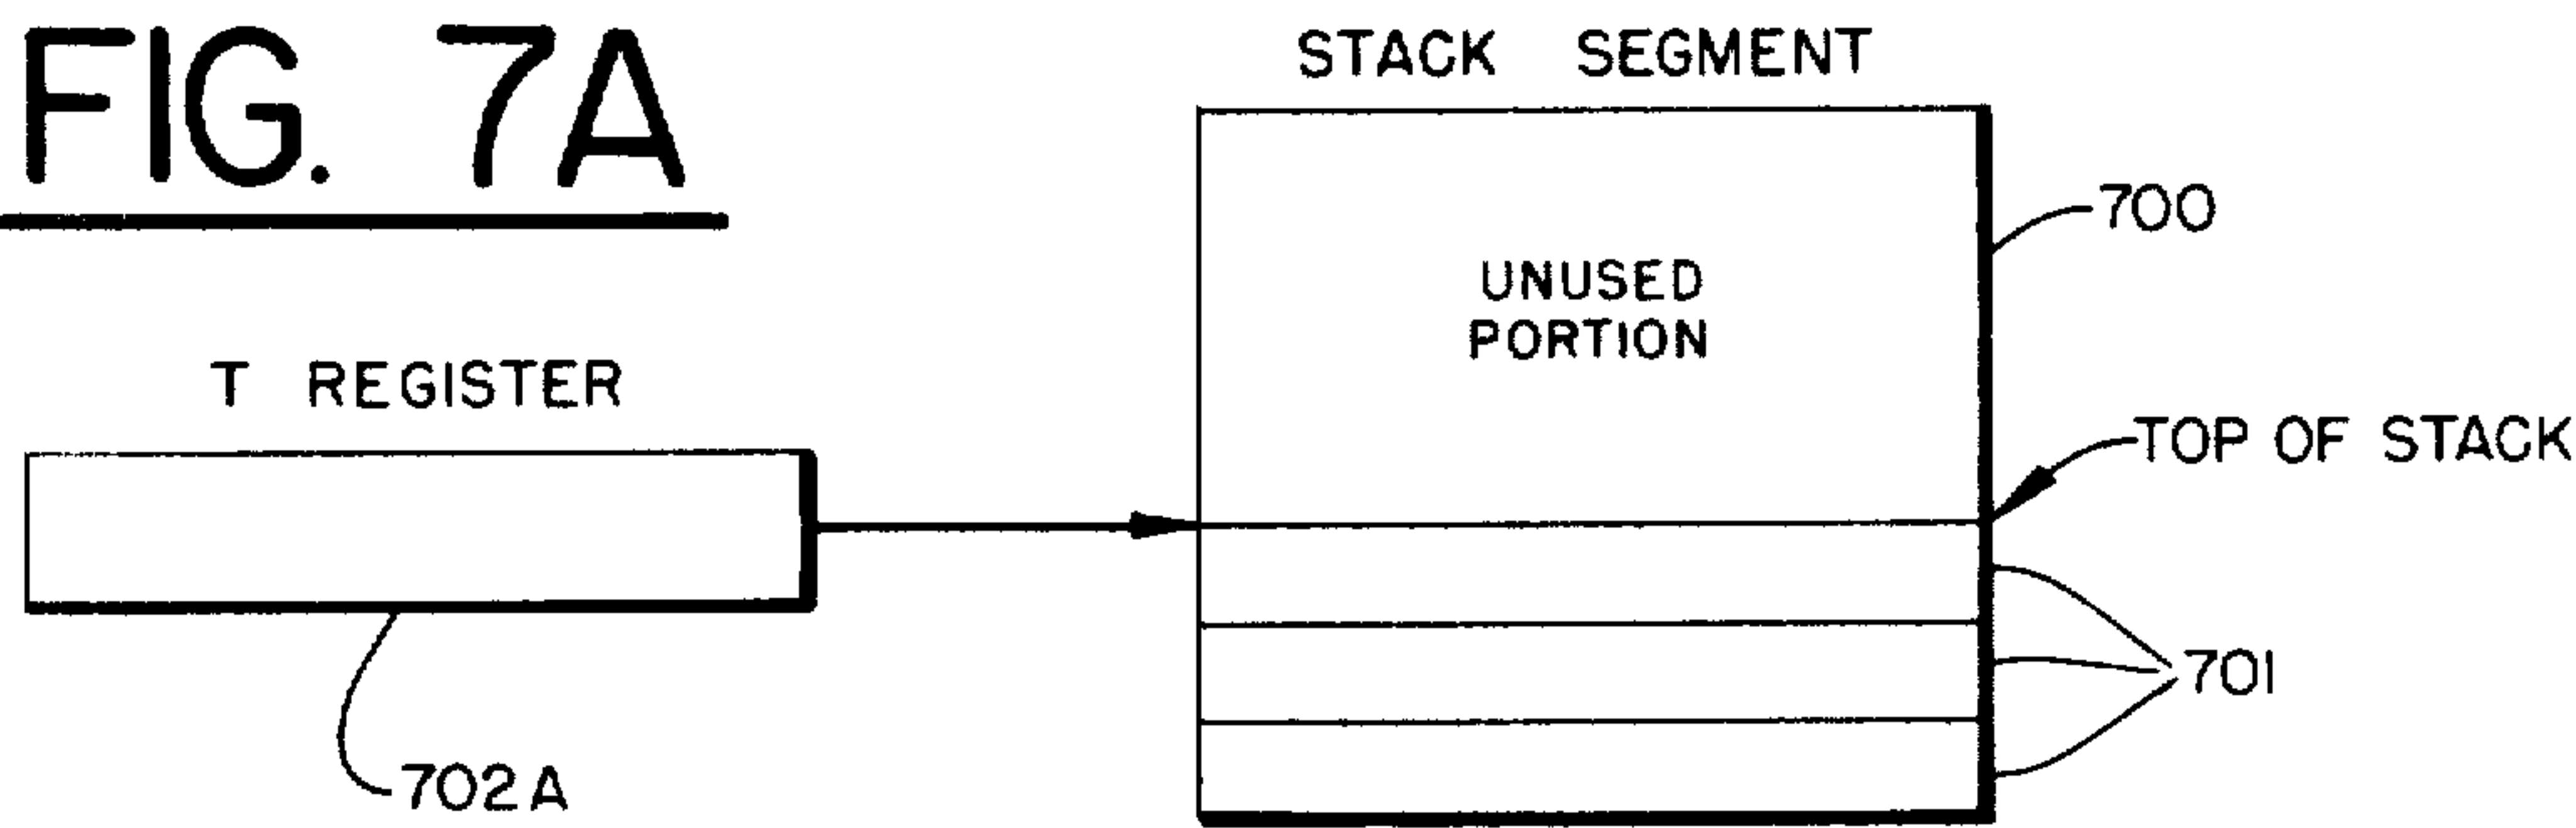 FIG. 7A
STACK SEGMENT
700
UNUSED
PORTION
T REGISTER
TOP OF STACK
701
702A